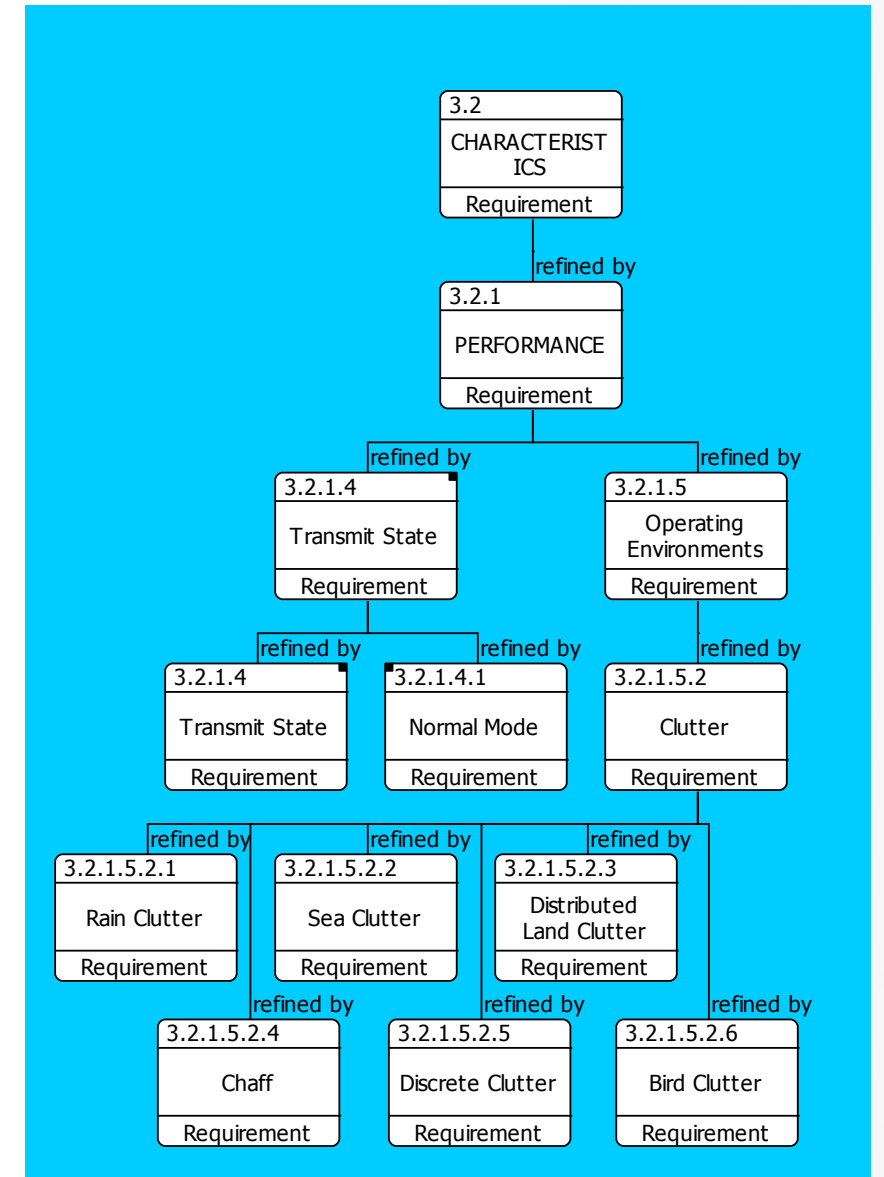 3.2
CHARACTERIST
ICS
Requirement
refined by
3.2.1
PERFORMANCE
Requirement
refined by
refined by
3.2.1.4
Transmit State
Requirement
3.2.1.5
Operating
Environments
Requirement
refined by
refined by
refined by
3.2.1.4
Transmit State
Requirement
3.2.1.4.1
Normal Mode
Requirement
3.2.1.5.2
Clutter
Requirement
refined by
refined by
refined by
3.2.1.5.2.1
Rain Clutter
Requirement
3.2.1.5.2.2
Sea Clutter
Requirement
3.2.1.5.2.3
Distributed
Land Clutter
Requirement
refined by
refined by
refined by
3.2.1.5.2.4
Chaff
Requirement
3.2.1.5.2.5
Discrete Clutter
Requirement
3.2.1.5.2.6
Bird Clutter
Requirement